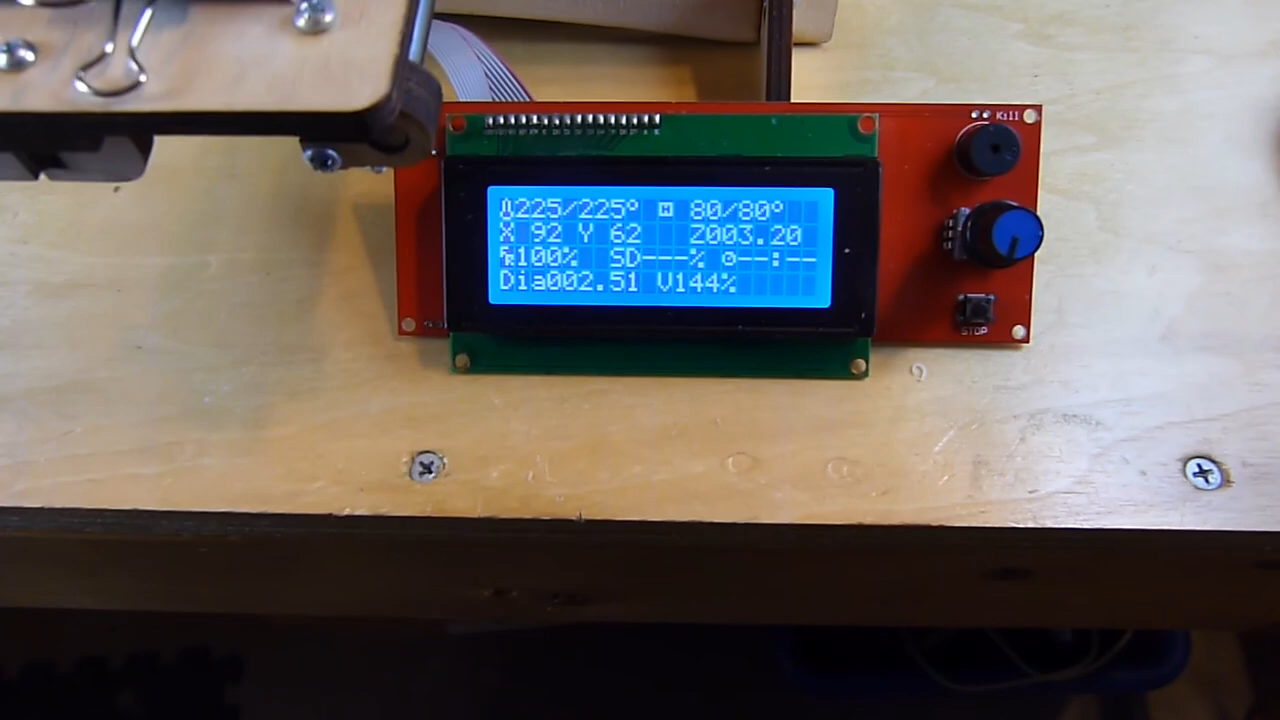 Kill
225/225° 80/80°
X 92 Y 62 Z003.20
100% SD---% --:--
Dia002.51 V144%
STOP